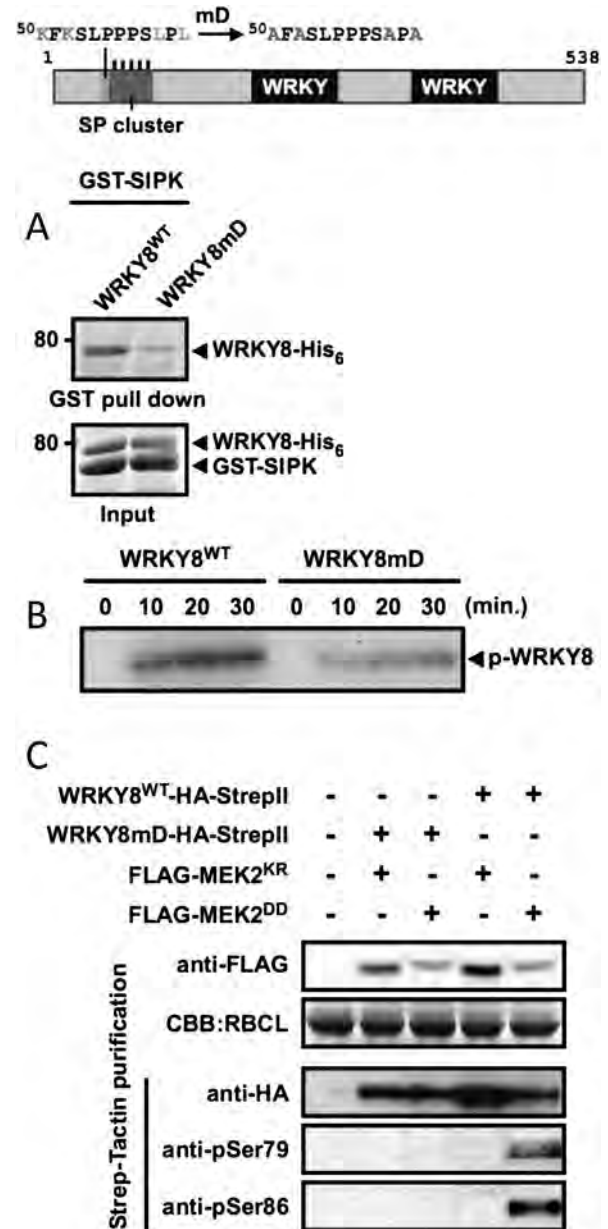 50KFKSLPPPSLPL mD 50AFASLPPPSAPA
1 538
WRKY WRKY
SP cluster
GST-SIPK
A
WRKY8WT WRKY8mD
80 WRKY8-His6
GST pull down
80 WRKY8-His6
GST-SIPK
Input
WRKY8WT WRKY8mD
0 10 20 30 0 10 20 30 (min.)
B
p-WRKY8
C
WRKY8WT-HA-StrepII - - - + +
WRKY8mD-HA-StrepII - + + - -
FLAG-MEK2KR - + - + -
FLAG-MEK2DD - - + - +
anti-FLAG
CBB:RBCL
Strep-Tactin purification
anti-HA
anti-pSer79
anti-pSer86